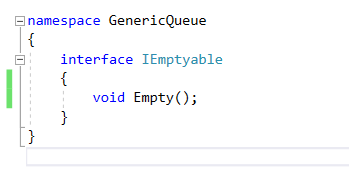 namespace GenericQueue
{
    interface IEmptyable
    {
        void Empty();
    }
}